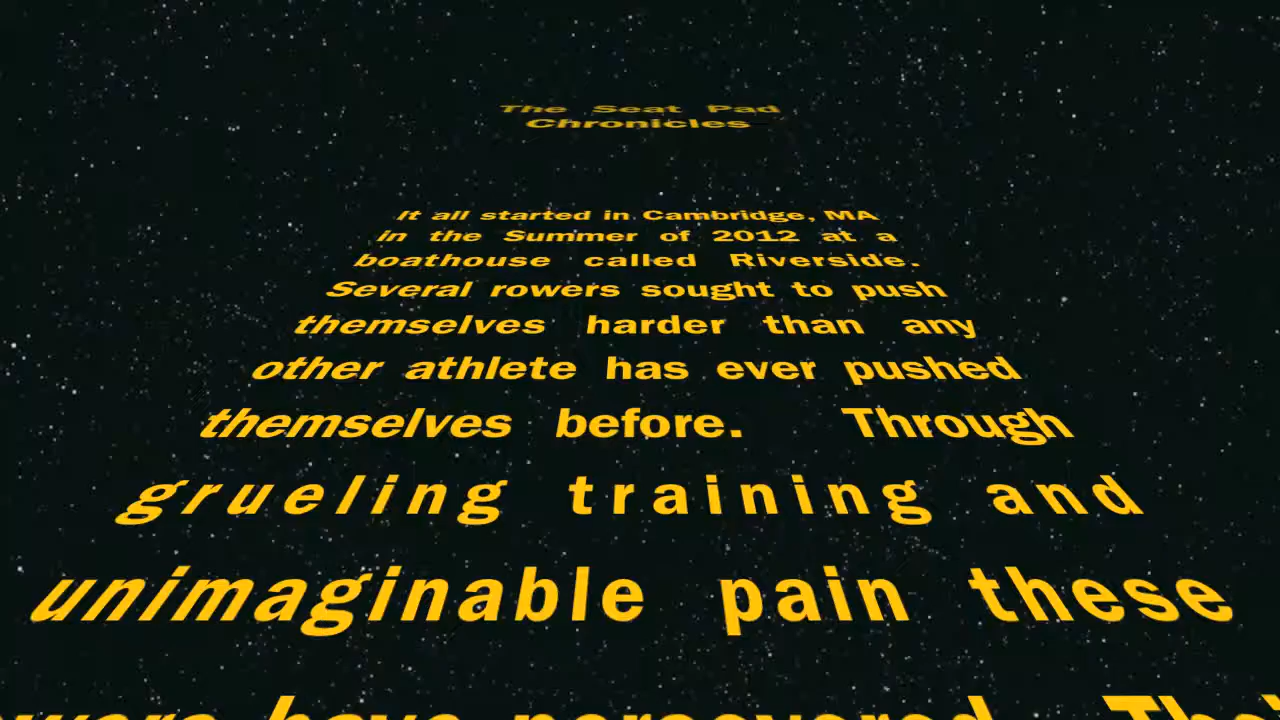 The Seat Pad
Chronicles
It all started in Cambridge, MA
in the Summer of 2012 at a
boathouse called Riverside.
Several rowers sought to push
themselves harder than any
other athlete has ever pushed
themselves before. Through
grueling training and
unimaginable pain these
have persevered.